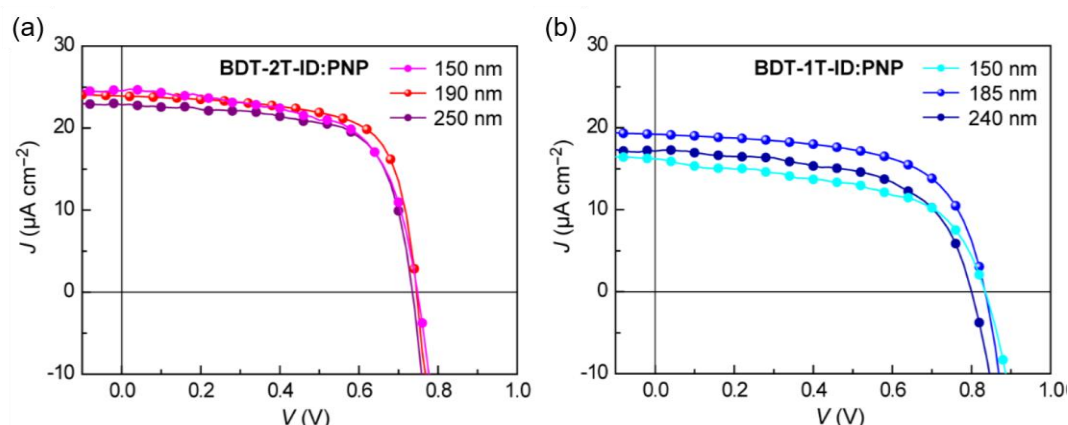 (a)
30
BDT-2T-ID:PNP
150 nm
190 nm
250 nm
20
10
0
-10
0.0 0.2 0.4 0.6 0.8 1.0
J (µA cm⁻²)
V (V)
(b)
30
BDT-1T-ID:PNP
150 nm
185 nm
240 nm
20
10
0
-10
0.0 0.2 0.4 0.6 0.8 1.0
J (µA cm⁻²)
V (V)